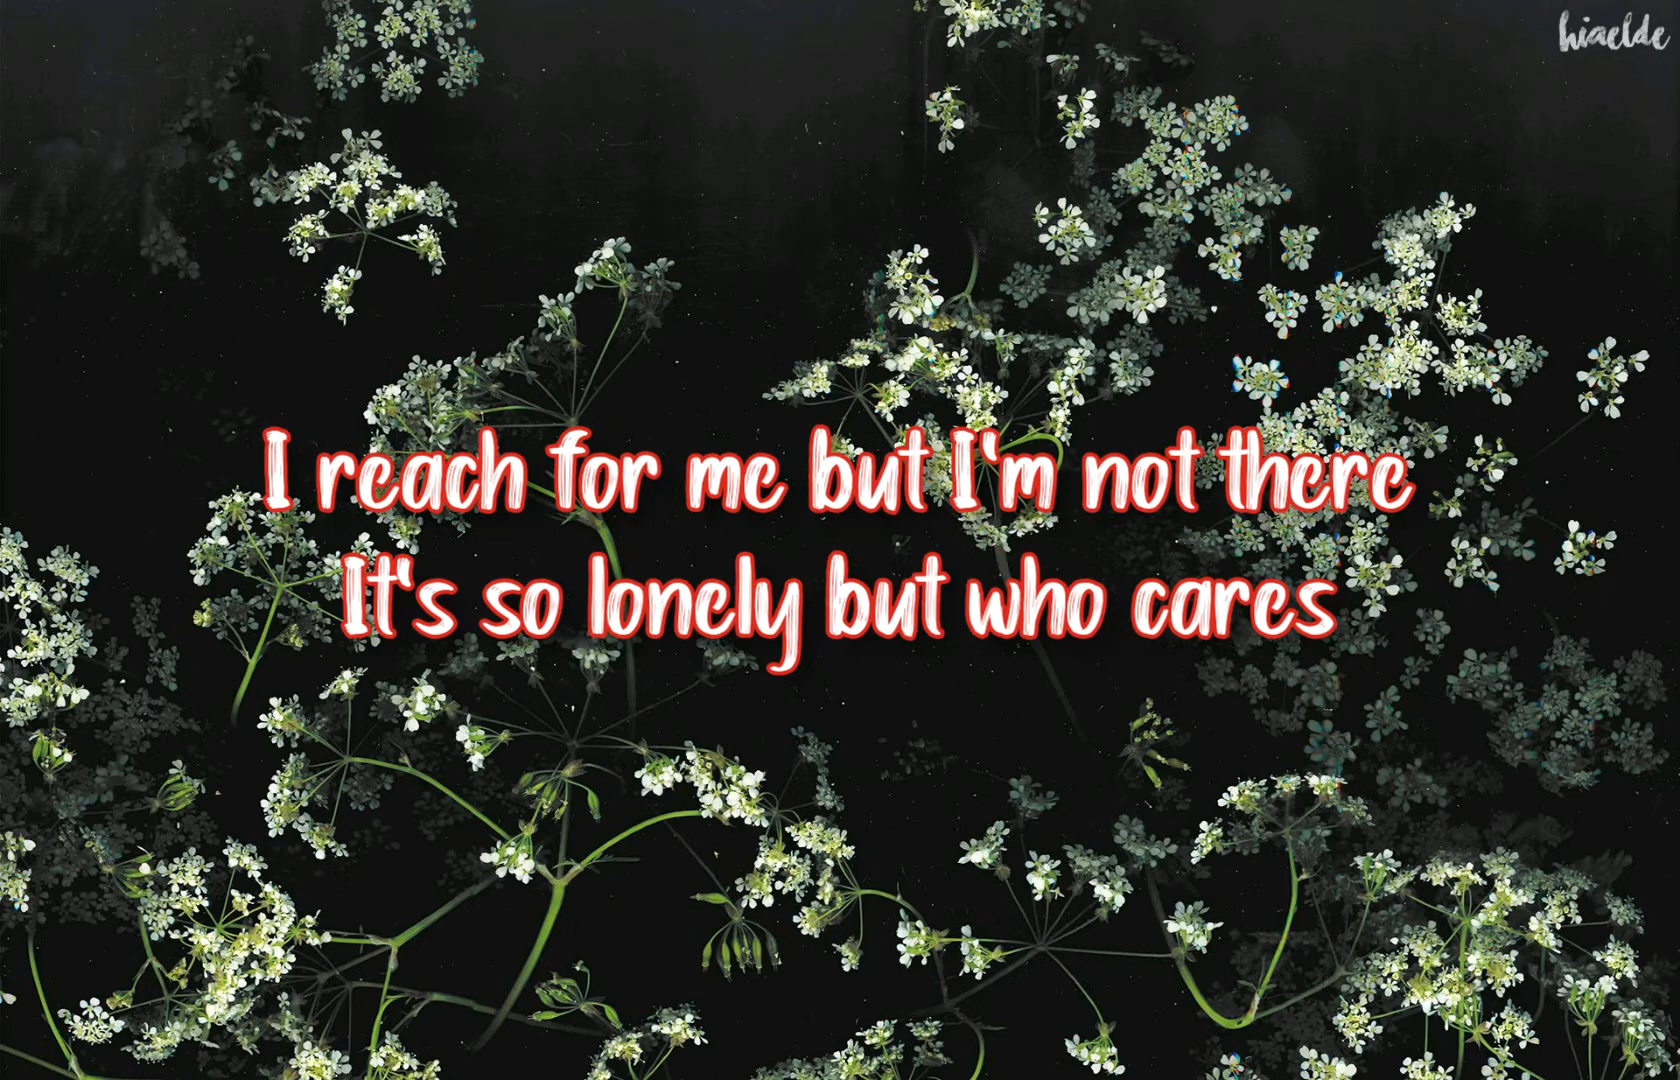 hiaelde
I reach for me but I'm not there
It's so lonely but who cares